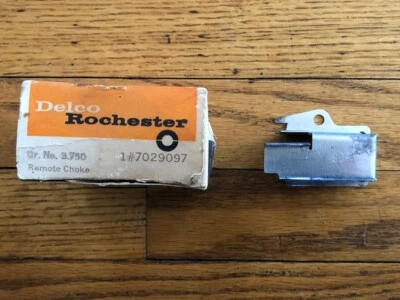 Delco
Rochester
Gr. No. 3.750 1#7029097
Remote Choke